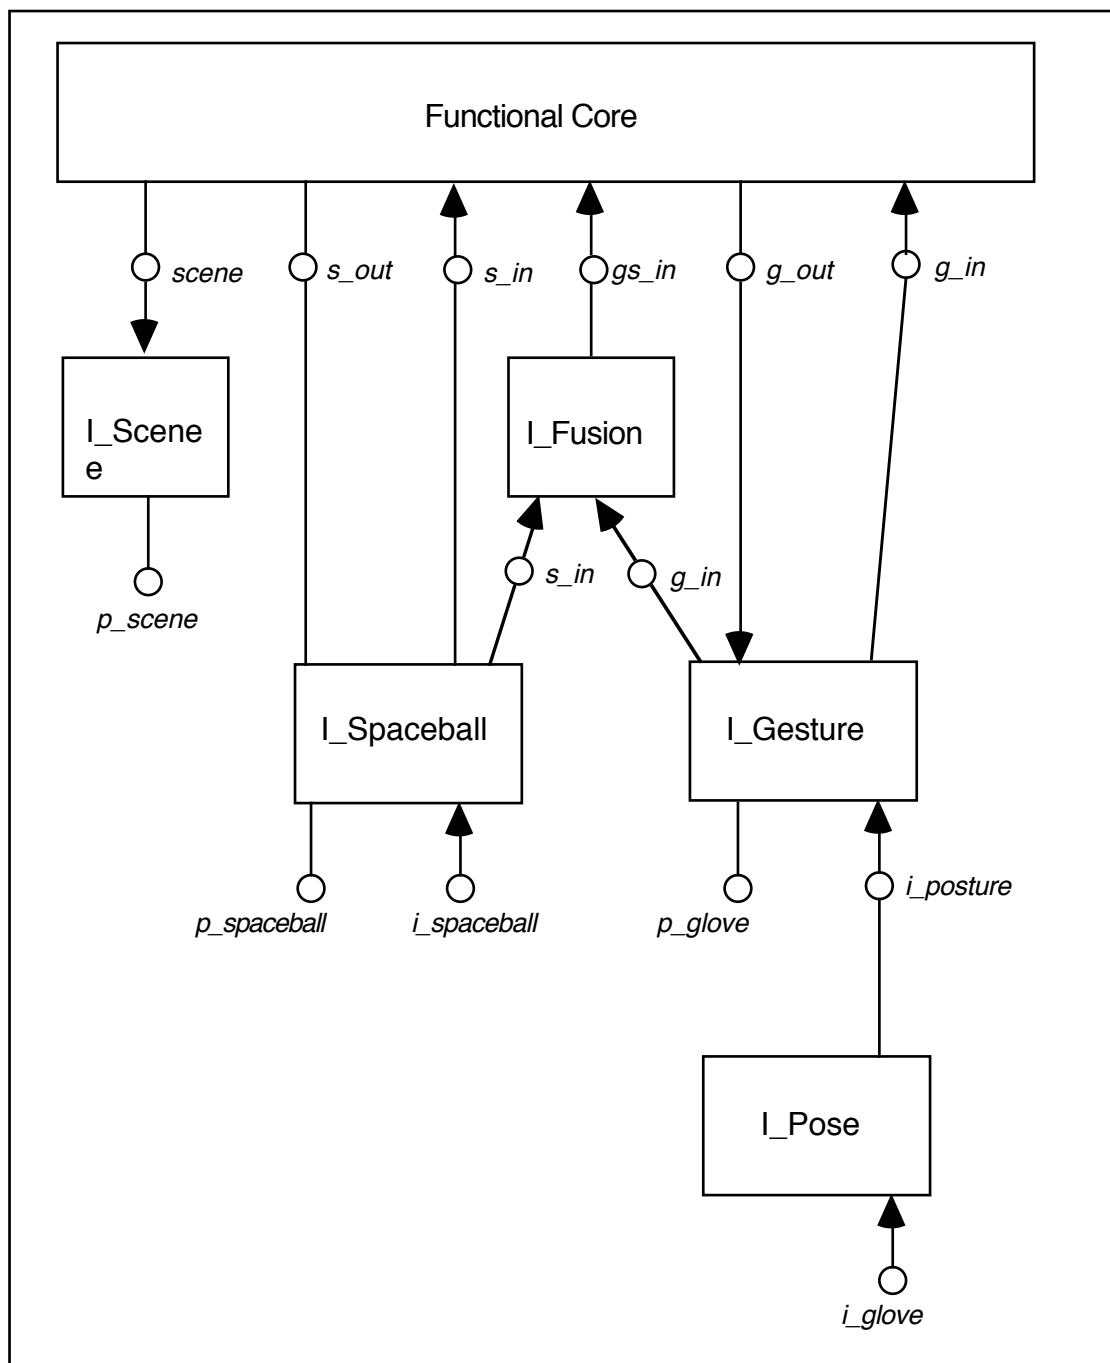 Functional Core
scene
s_out
s_in
gs_in
g_out
g_in
I_Scene
e
I_Fusion
s_in
g_in
p_scene
I_Spaceball
I_Gesture
p_spaceball
i_spaceball
p_glove
i_posture
I_Pose
i_glove